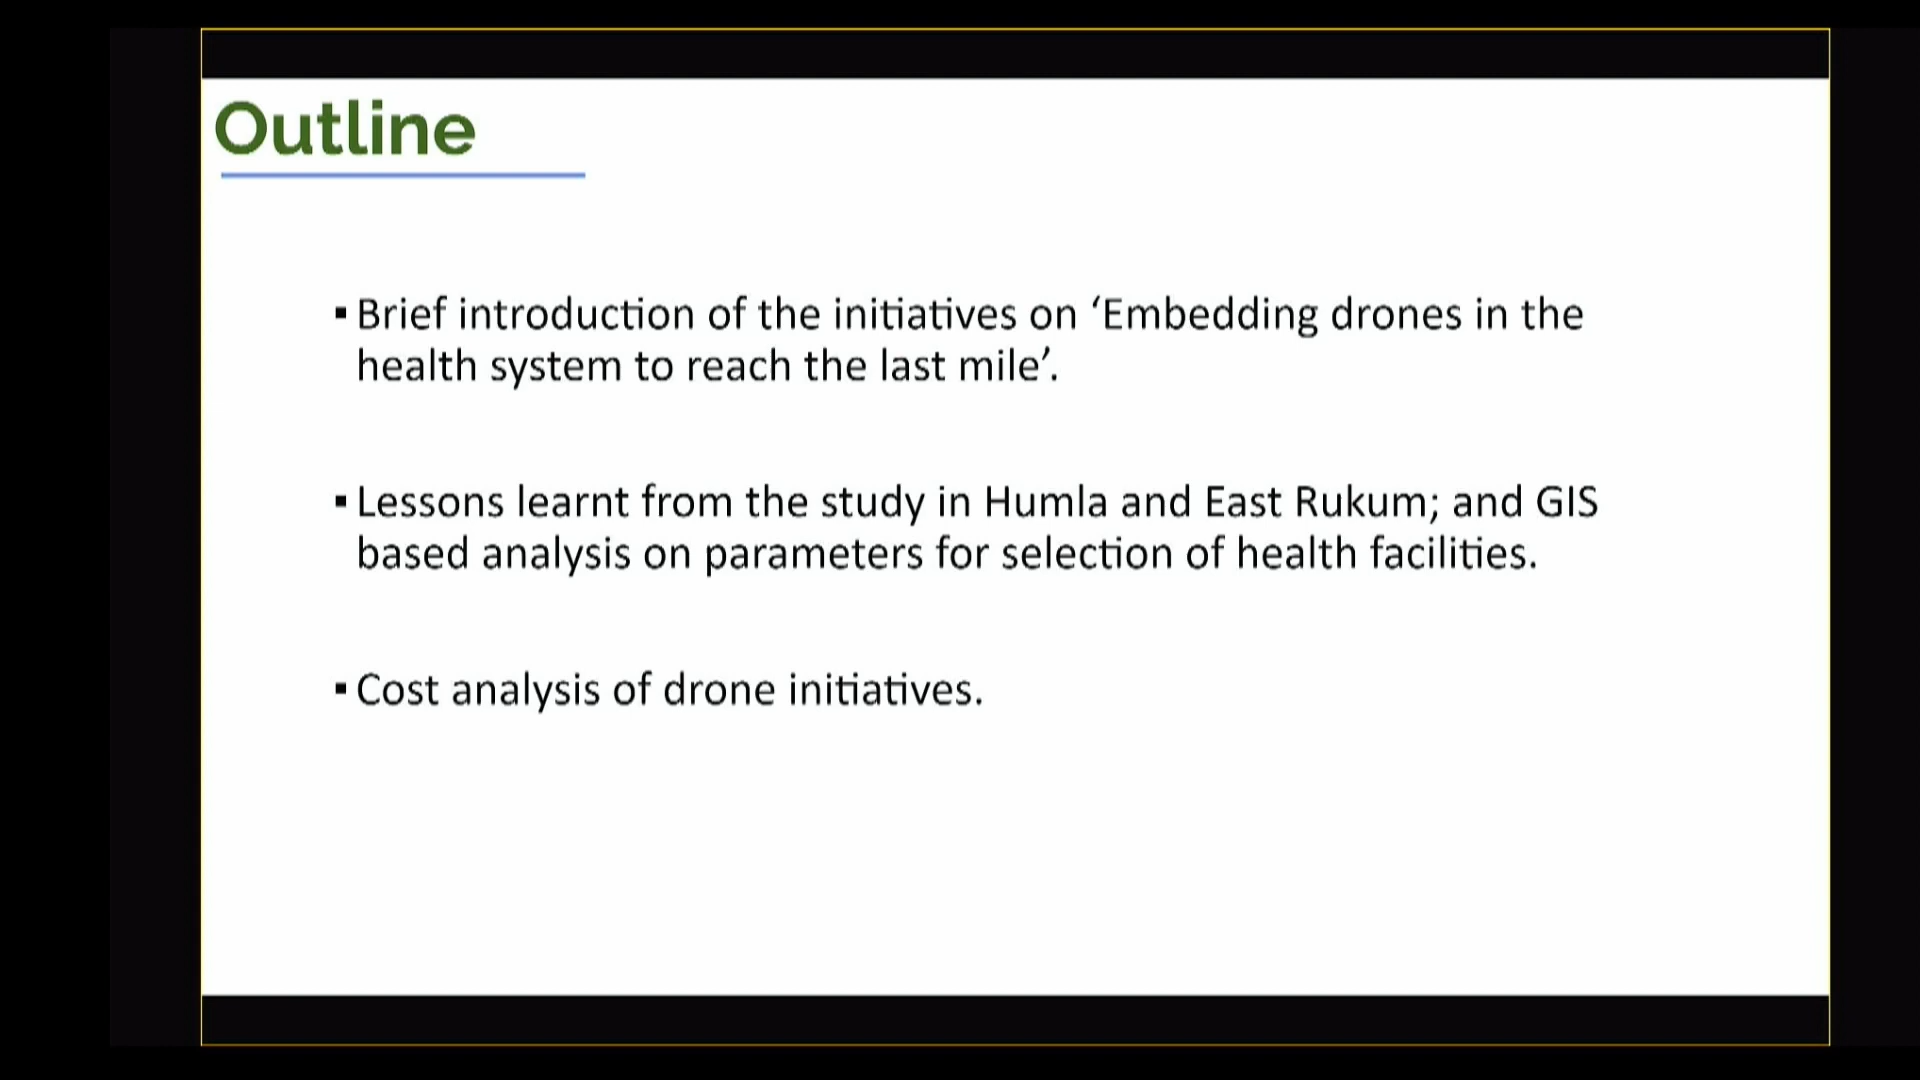 Outline
▪ Brief introduction of the initiatives on ‘Embedding drones in the
health system to reach the last mile’.
▪ Lessons learnt from the study in Humla and East Rukum; and GIS
based analysis on parameters for selection of health facilities.
▪ Cost analysis of drone initiatives.